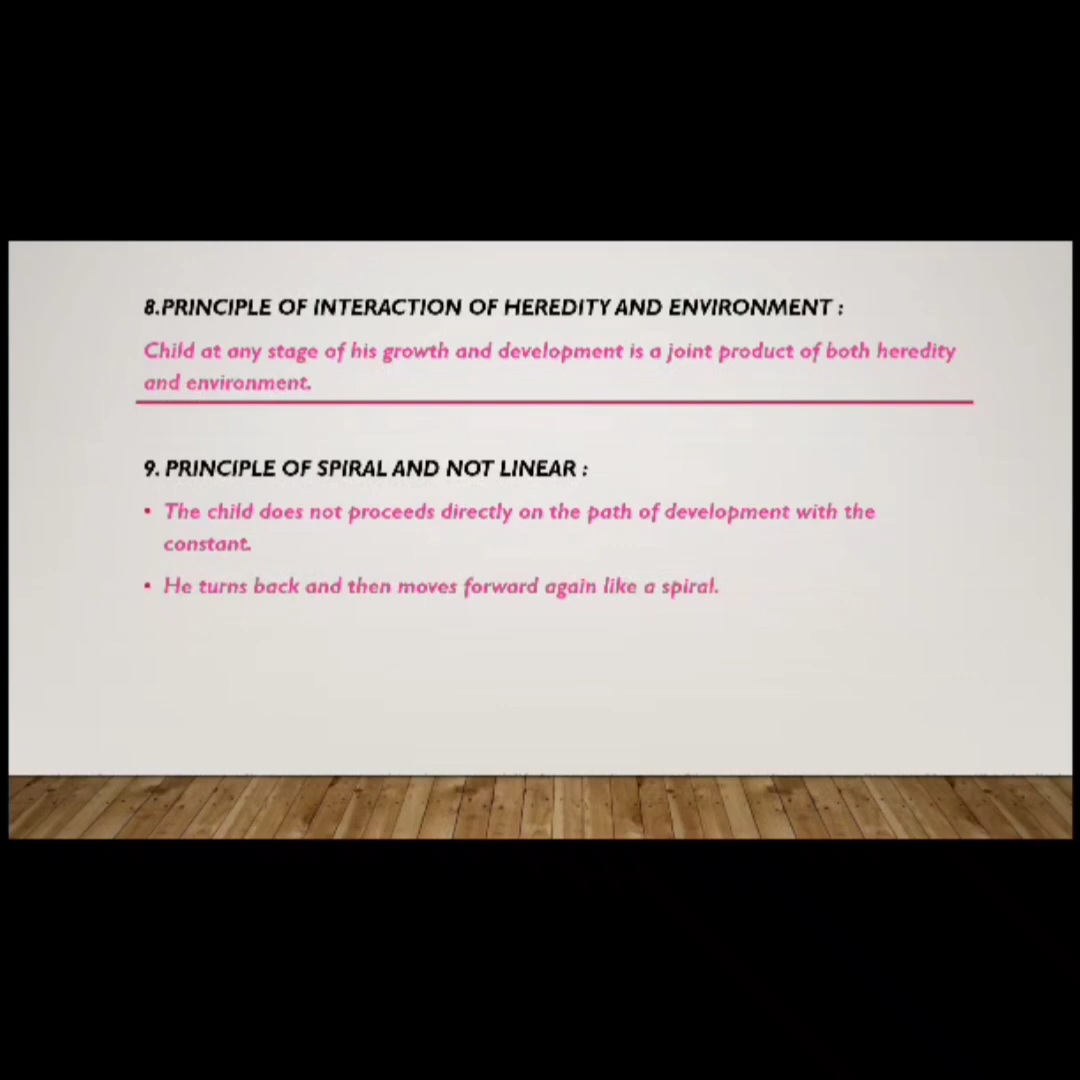 8.PRINCIPLE OF INTERACTION OF HEREDITY AND ENVIRONMENT :
Child at any stage of his growth and development is a joint product of both heredity
and environment.
9. PRINCIPLE OF SPIRAL AND NOT LINEAR :
• The child does not proceeds directly on the path of development with the
constant.
• He turns back and then moves forward again like a spiral.